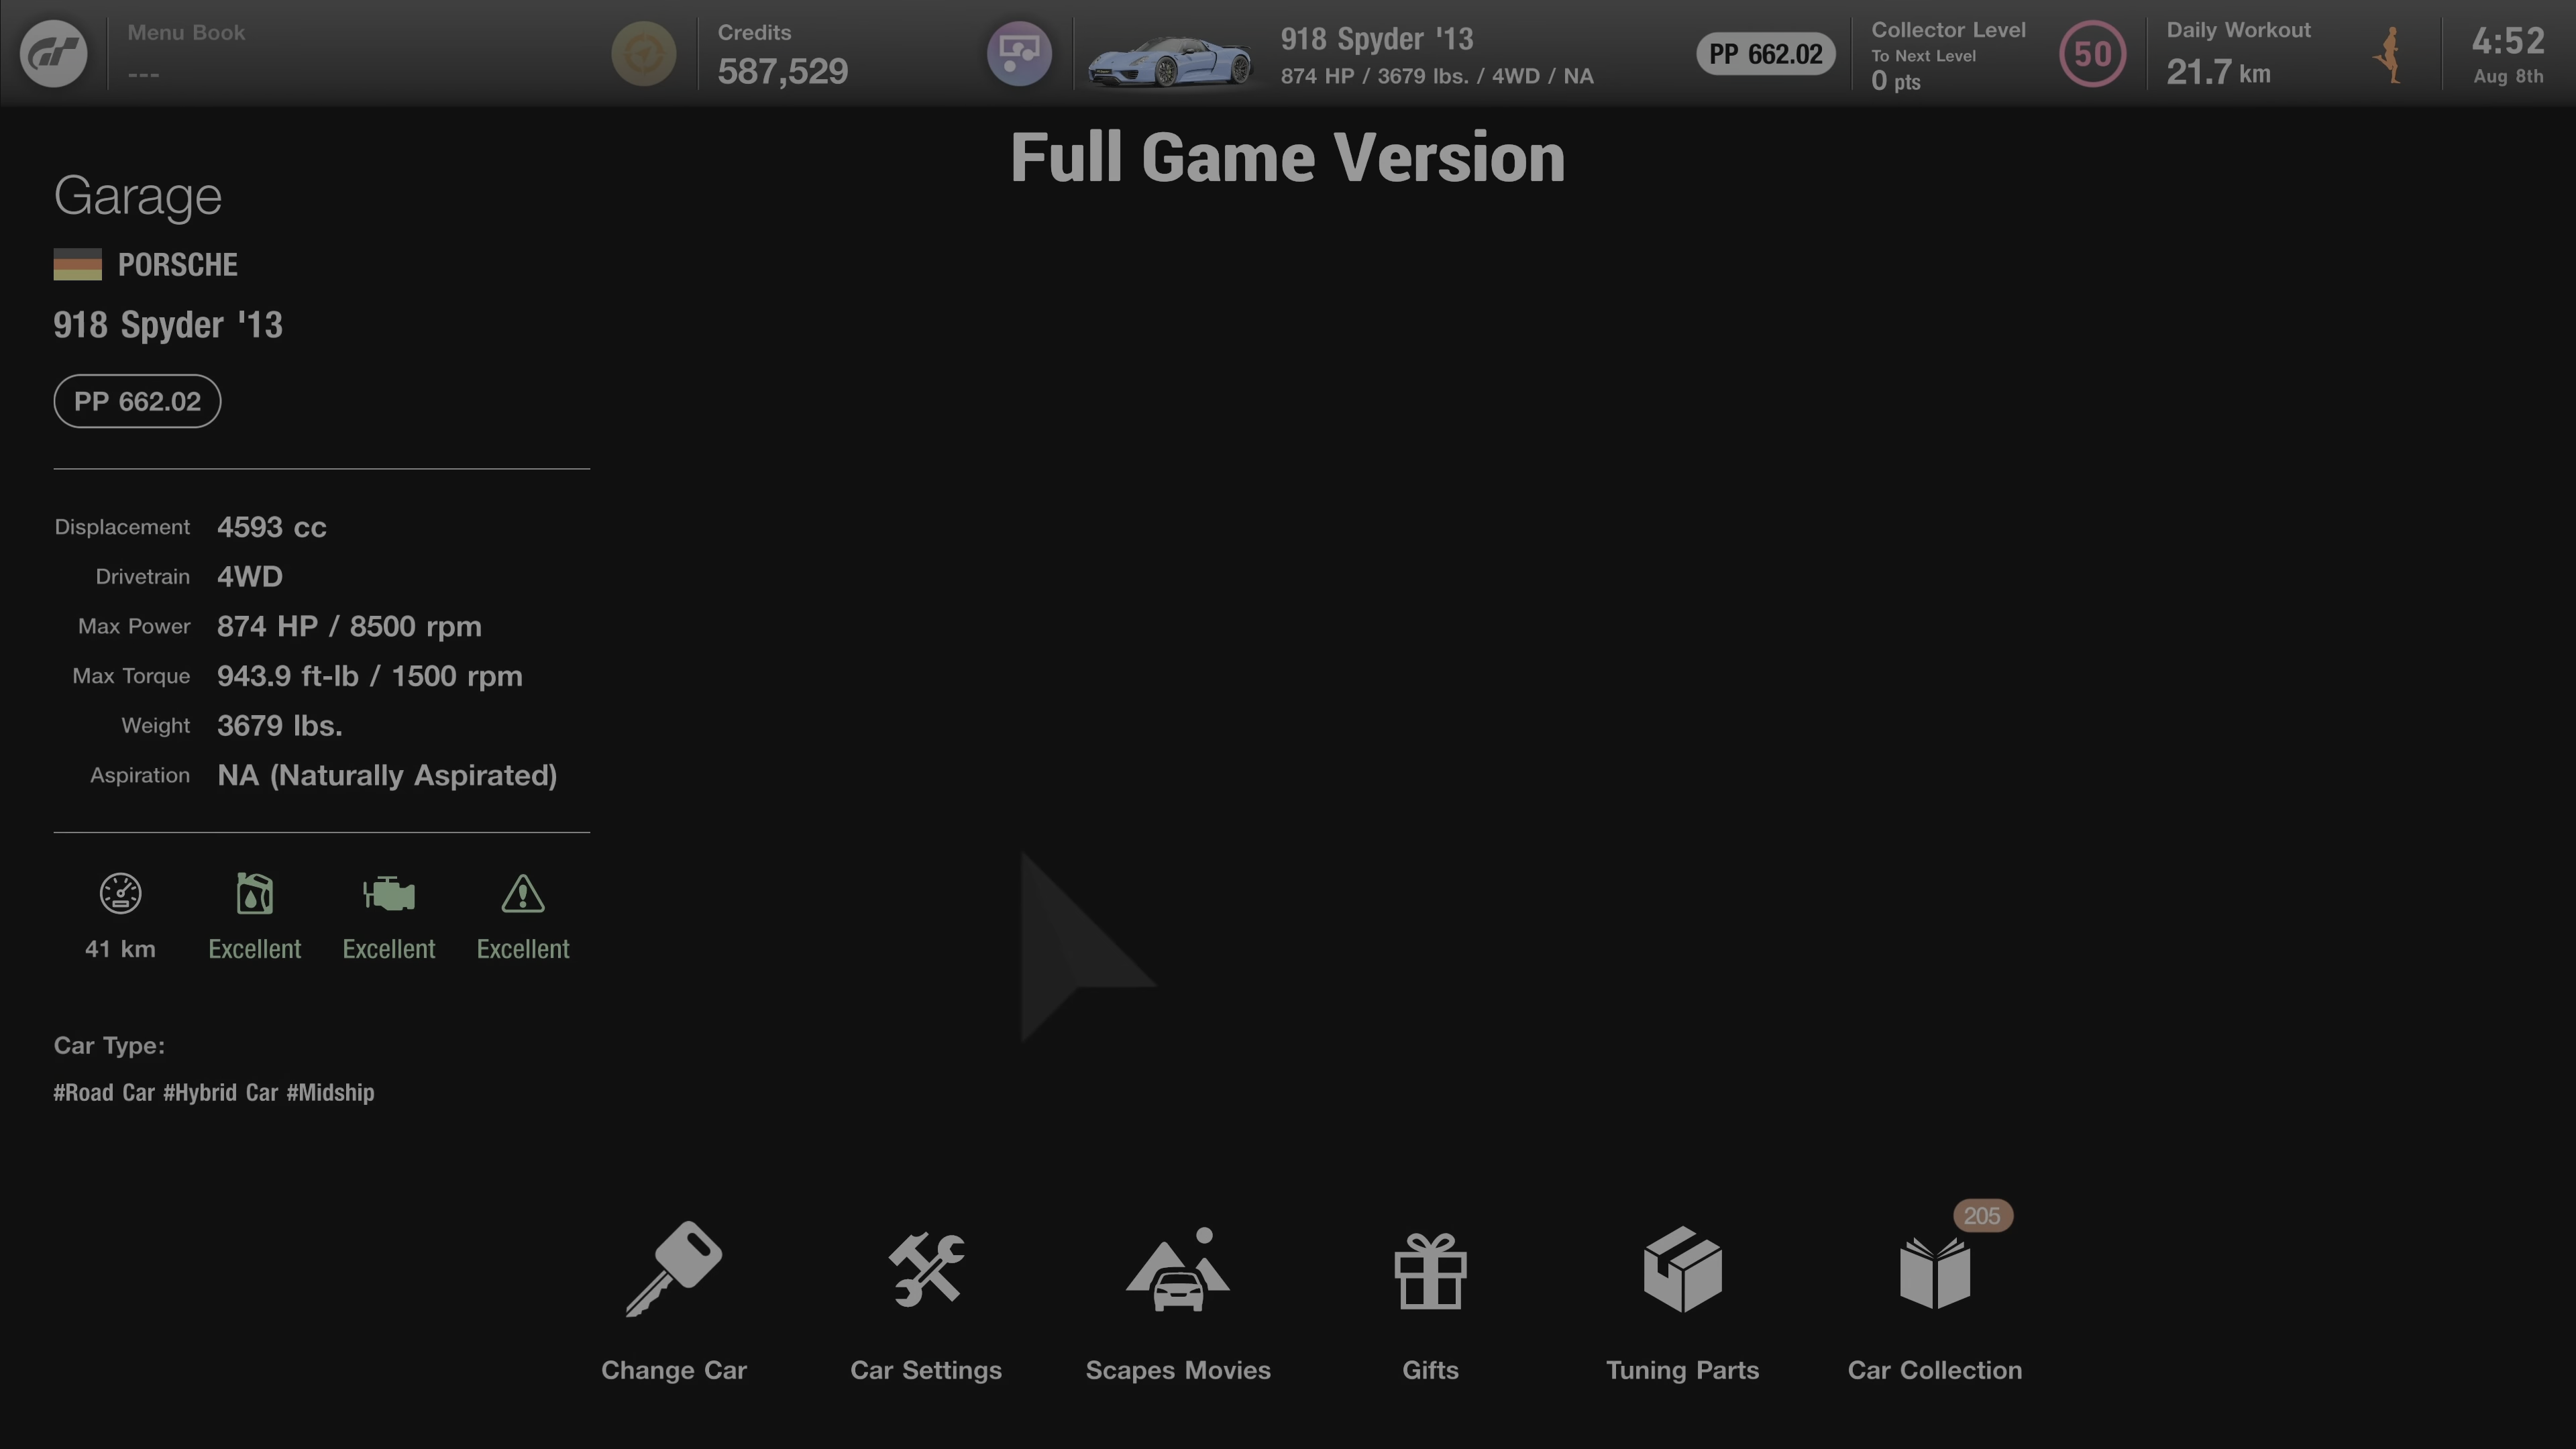 Menu Book
---
Credits
587,529
918 Spyder '13
874 HP / 3679 lbs. / 4WD / NA
PP 662.02
Collector Level
To Next Level
0 pts
50
Daily Workout
21.7 km
4:52
Aug 8th
Full Game Version
Garage
PORSCHE
918 Spyder '13
PP 662.02
Displacement 4593 cc
Drivetrain 4WD
Max Power 874 HP / 8500 rpm
Max Torque 943.9 ft-lb / 1500 rpm
Weight 3679 lbs.
Aspiration NA (Naturally Aspirated)
41 km Excellent Excellent Excellent
Car Type:
#Road Car #Hybrid Car #Midship
205
Change Car Car Settings Scapes Movies Gifts Tuning Parts Car Collection